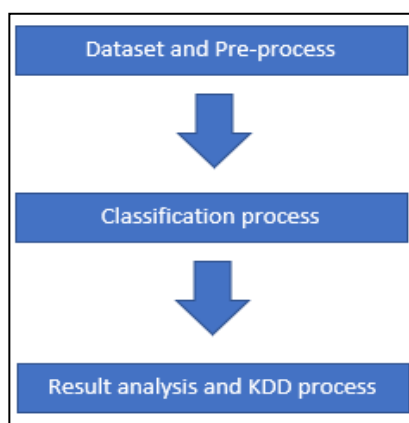 Dataset and Pre-process
Classification process
Result analysis and KDD process